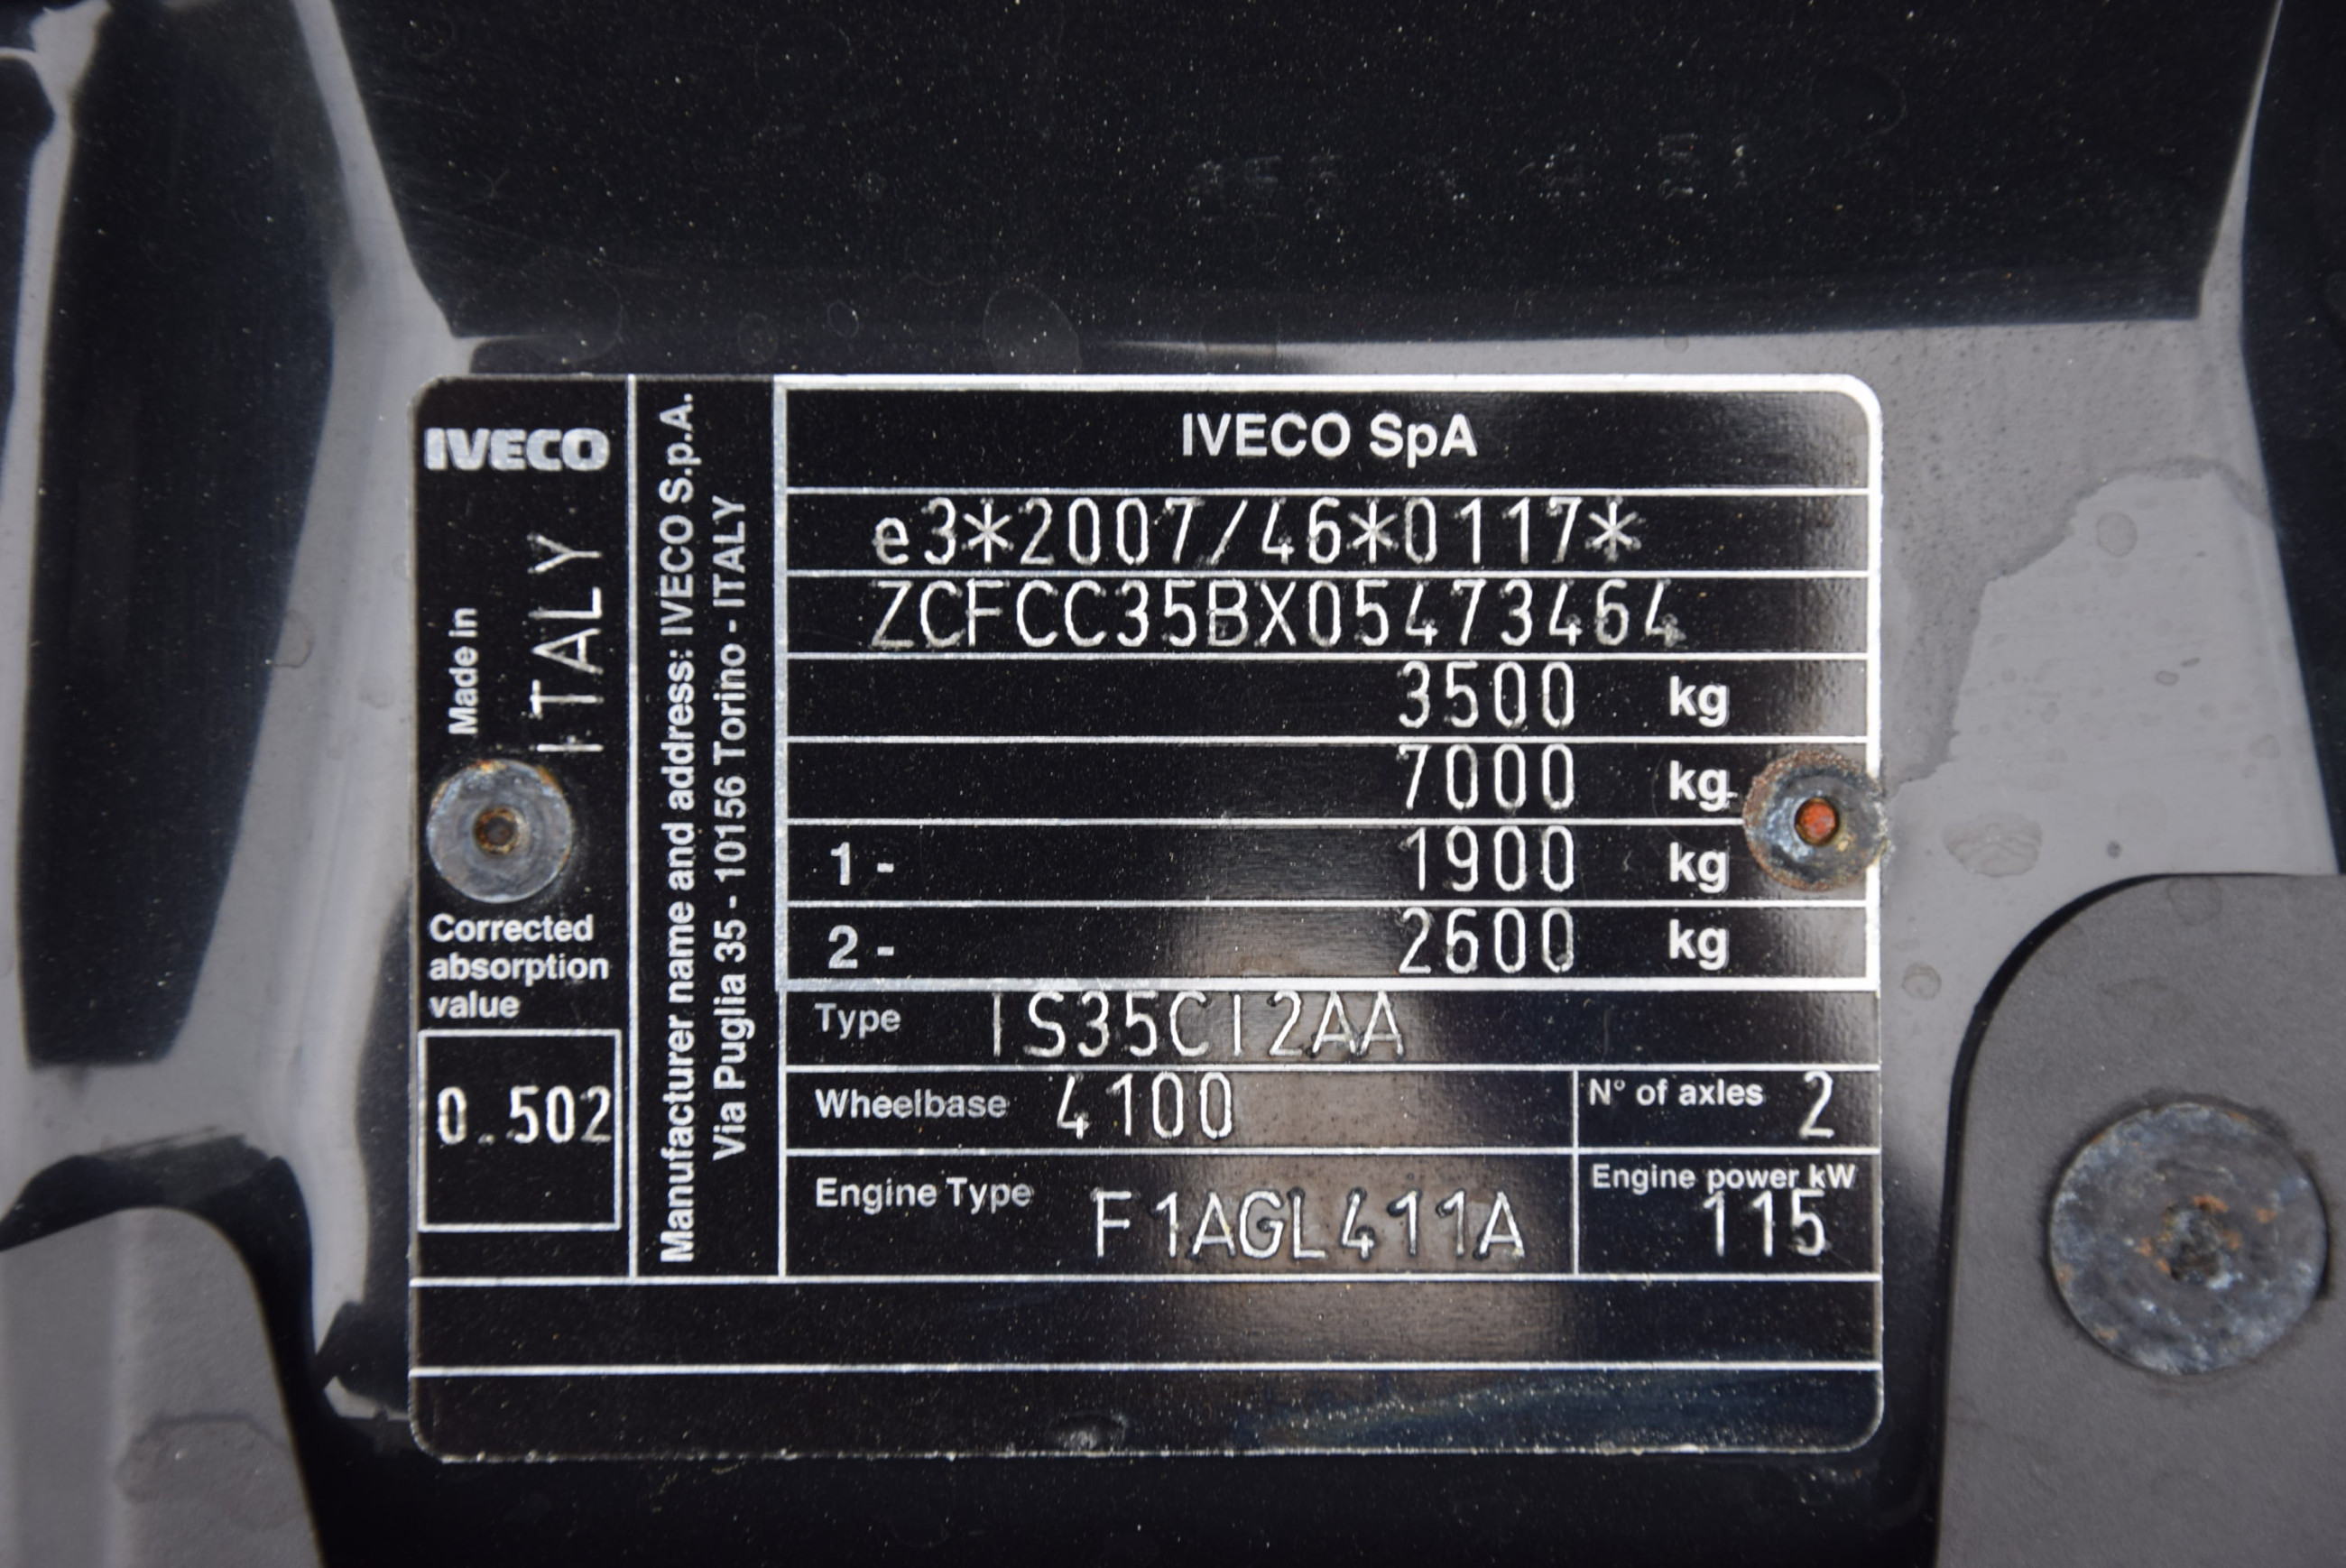 IVECO
Made in
ITALY
Corrected
absorption
value
0.502
Manufacturer name and address: IVECO S.p.A.
Via Puglia 35 - 10156 Torino - ITALY
IVECO SpA
e3*2007/46*0117*
ZCFCC35BX05473464
3500 kg
7000 kg
1 - 1900 kg
2 - 2600 kg
Type IS35CI2AA
Wheelbase 4100
N° of axles 2
Engine Type F1AGL411A
Engine power kW
115